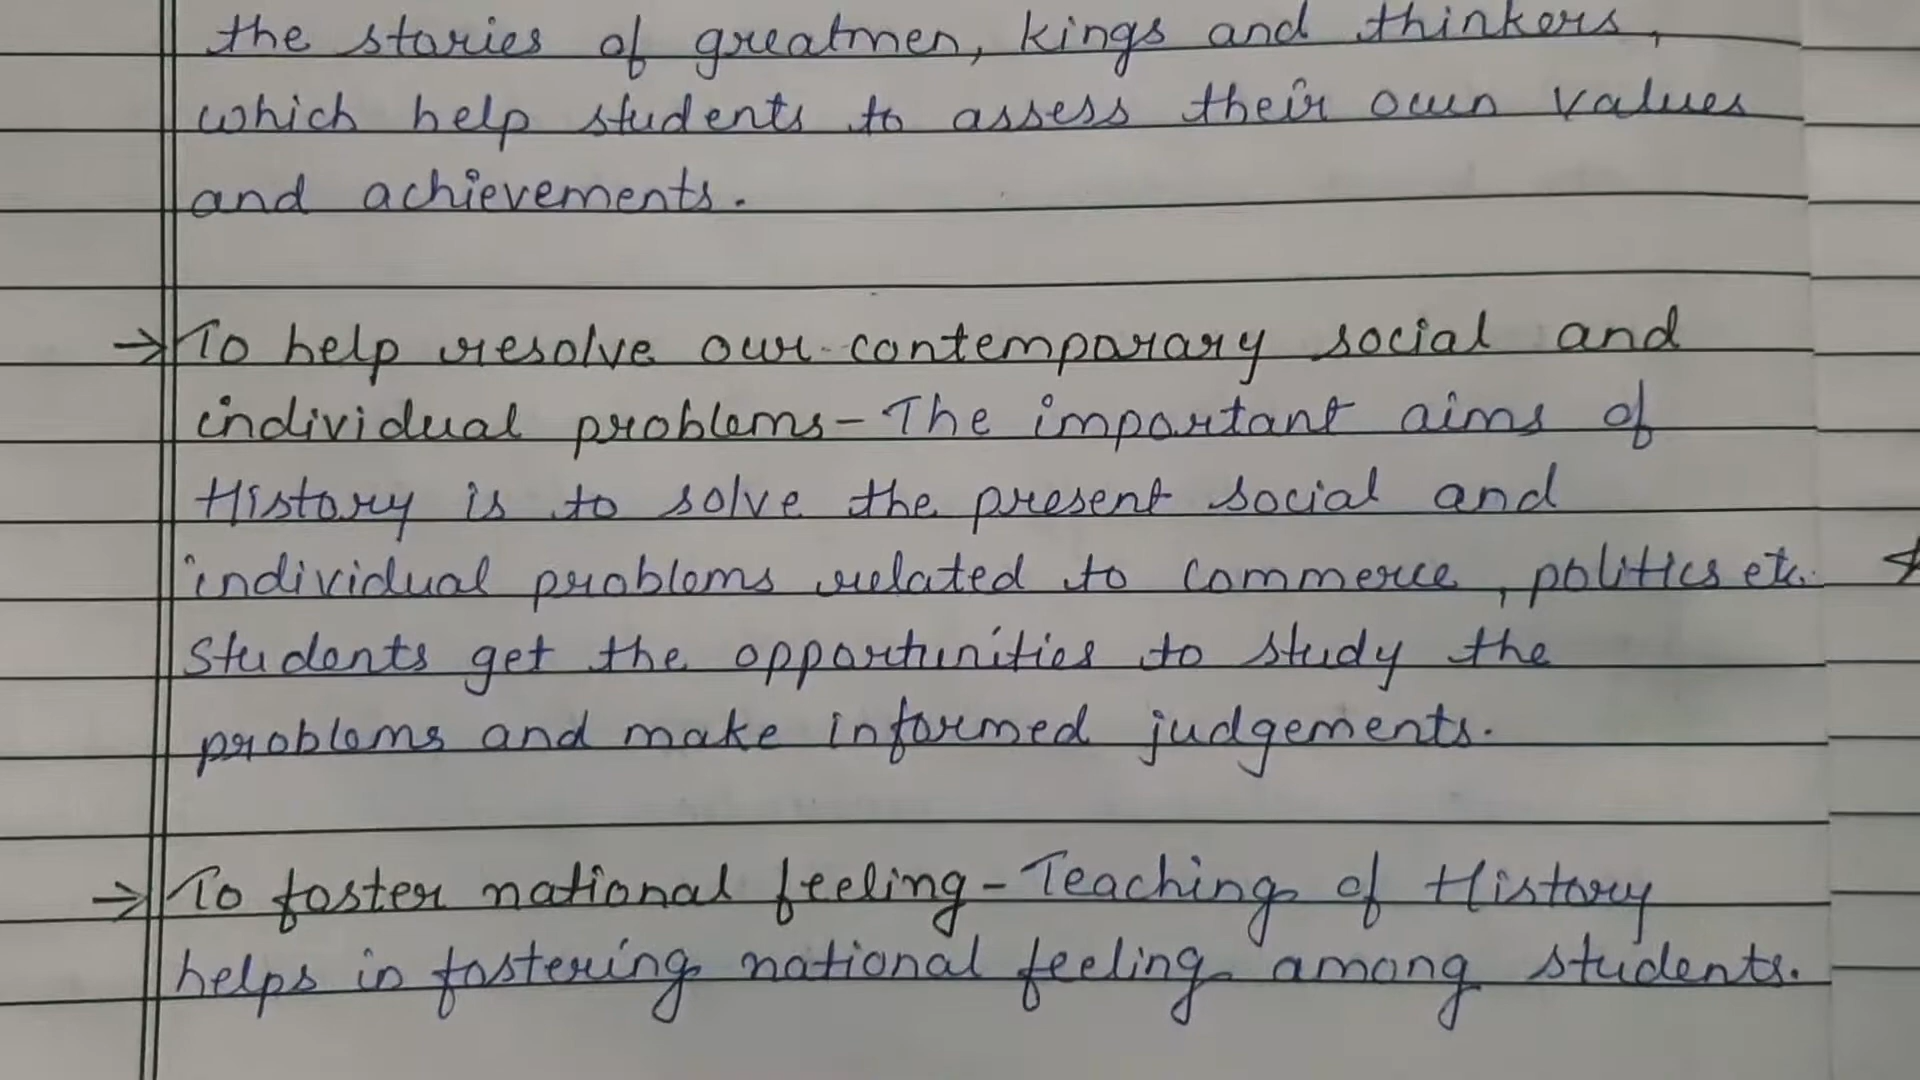 the stories of greatmen, kings and thinkers,
which help students to assess their own values
and achievements.
→ To help resolve our contemporary social and
individual problems - The important aims of
History is to solve the present social and
individual problems related to commerce, politics etc.
Students get the opportunities to study the
problems and make informed judgements.
→ To foster national feeling - Teaching of History
helps in fostering national feeling among students.